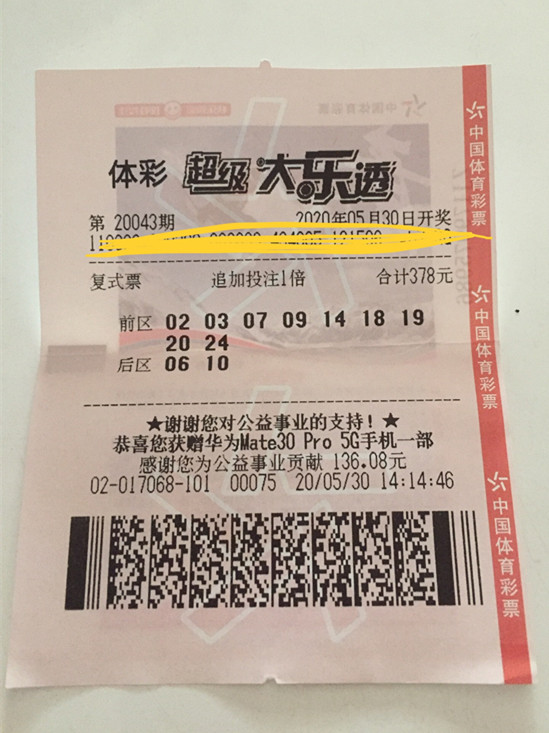 体彩 超级大乐透
第 20043期 2020年05月30日开奖
复式票 追加投注1倍 合计378元
前区 02 03 07 09 14 18 19
20 24
后区 06 10
★谢谢您对公益事业的支持!★
恭喜您获赠华为Mate30 Pro 5G手机一部
感谢您为公益事业贡献 136.08元
02-017068-101 00075 20/05/30 14:14:46
中国体育彩票
中国体育彩票
中国体育彩票